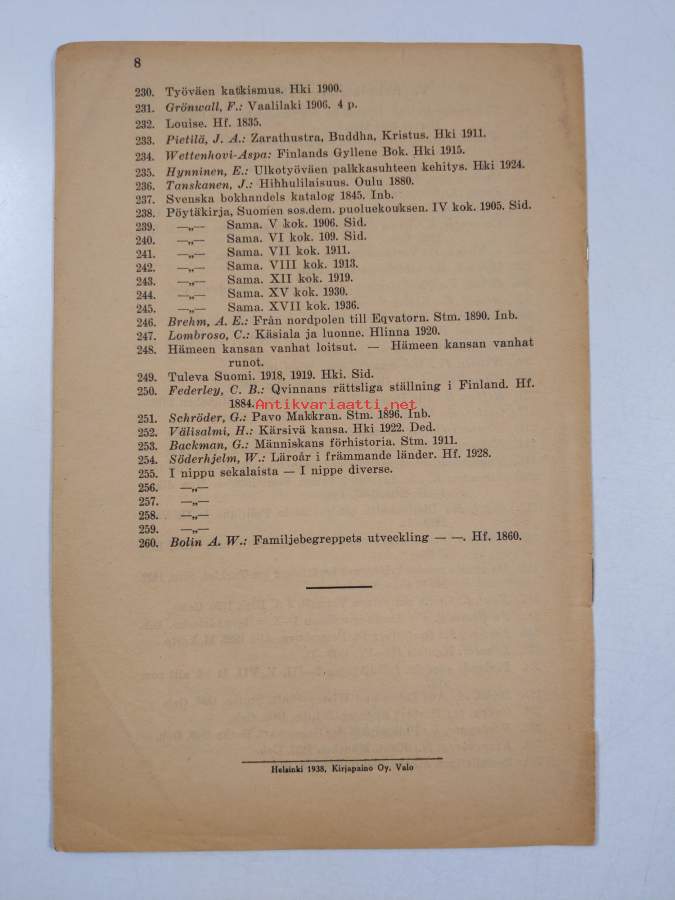 8
230. Työväen katkismus. Hki 1900.
231. Grönwall, F.: Vaalilaki 1906. 4 p.
232. Louise. Hf. 1835.
233. Pietilä, J. A.: Zarathustra, Buddha, Kristus. Hki 1911.
234. Wettenhovi-Aspa: Finlands Gyllene Bok. Hki 1915.
235. Hynninen, E.: Ulkotyöväen palkkasuhteen kehitys. Hki 1924.
236. Tanskanen, J.: Hihhulilaisuus. Oulu 1880.
237. Svenska bokhandels katalog 1845. Inb.
238. Pöytäkirja, Suomen sos.dem. puoluekouksen. IV kok. 1905. Sid.
239. —„— Sama. V kok. 1906. Sid.
240. —„— Sama. VI kok. 109. Sid.
241. —„— Sama. VII kok. 1911.
242. —„— Sama. VIII kok. 1913.
243. —„— Sama. XII kok. 1919.
244. —„— Sama. XV kok. 1930.
245. —„— Sama. XVII kok. 1936.
246. Brehm, A. E.: Från nordpolen till Eqvatorn. Stm. 1890. Inb.
247. Lombroso, C.: Käsiala ja luonne. Hlinna 1920.
248. Hämeen kansan vanhat loitsut. — Hämeen kansan vanhat
runot.
249. Tuleva Suomi. 1918, 1919. Hki. Sid.
250. Federley, C. B.: Qvinnans rättsliga ställning i Finland. Hf.
1884.
Antikvariaatti.net
251. Schröder, G.: Pavo Makkran. Stm. 1896. Inb.
252. Välisalmi, H.: Kärsivä kansa. Hki 1922. Ded.
253. Backman, G.: Människans förhistoria. Stm. 1911.
254. Söderhjelm, W.: Läroår i främmande länder. Hf. 1928.
255. I nippu sekalaista — I nippe diverse.
256. —„—
257. —„—
258. —„—
259. —„—
260. Bolin A. W.: Familjebegreppets utveckling — —. Hf. 1860.
Helsinki 1938, Kirjapaino Oy. Valo